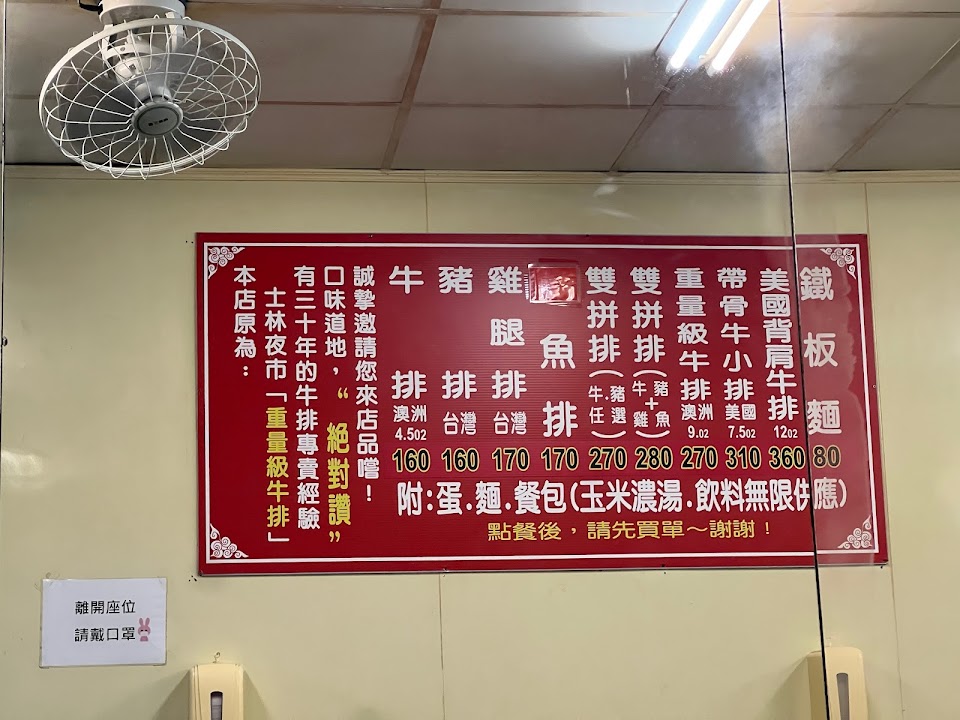 本店原為：
士林夜市「重量級牛排」
有三十年的牛排專賣經驗
口味道地，“絕對讚”
誠摯邀請您來店品嚐！
牛排 澳洲 4.5oz 160
豬排 台灣 160
雞腿排 台灣 170
魚排 170
雙拼排(牛.豬任選) 270
雙拼排(牛豬+雞魚) 280
重量級牛排 澳洲 9.oz 270
帶骨牛小排 美國 7.5oz 310
美國背肩牛排 12oz 360
鐵板麵 80
附:蛋.麵.餐包(玉米濃湯.飲料無限供應)
點餐後，請先買單～謝謝！
離開座位
請戴口罩